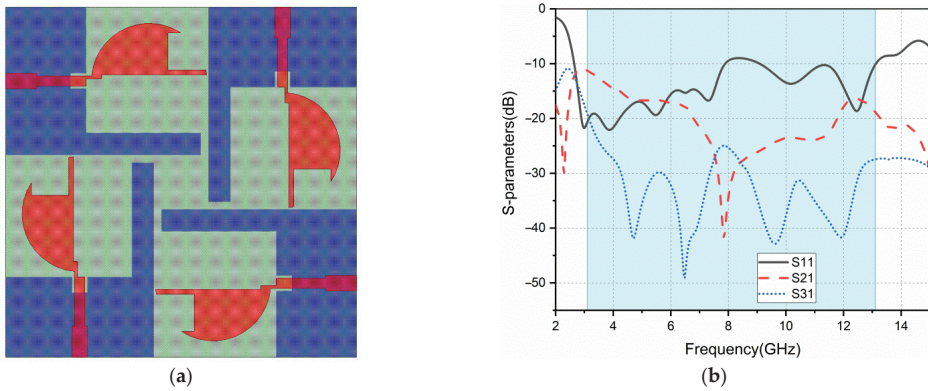 0
−10
−20
−30
−40
−50
S-parameters(dB)
S11
S21
S31
2 4 6 8 10 12 14
Frequency(GHz)
(a)
(b)